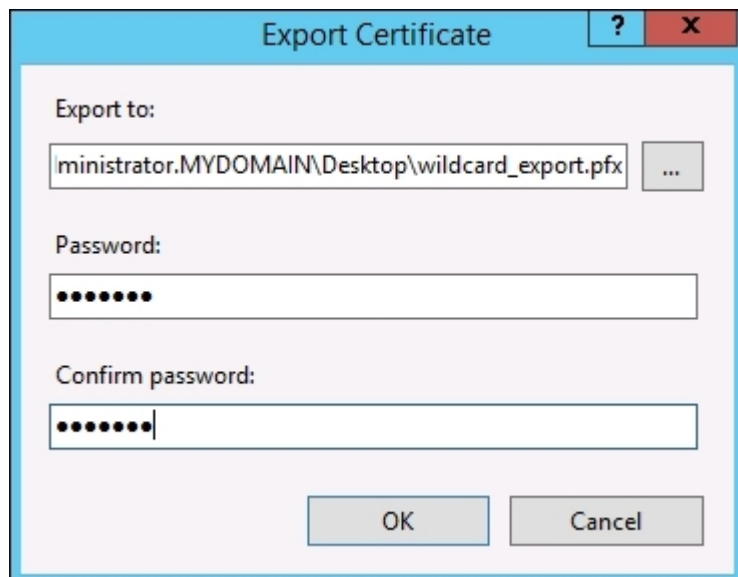 Export Certificate
? x
Export to:
ministrator.MYDOMAIN\Desktop\wildcard_export.pfx
...
Password:
•••••••
Confirm password:
•••••••
OK Cancel